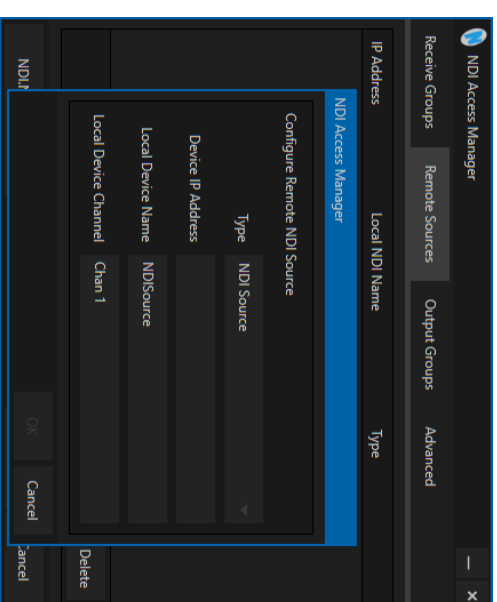 NDI Access Manager
Receive Groups Remote Sources Output Groups Advanced
IP Address Local NDI Name Type
NDI Access Manager
Configure Remote NDI Source
Type NDI Source
Device IP Address
Local Device Name NDISource
Local Device Channel Chan 1
OK Cancel
Delete
NDI.
Cancel